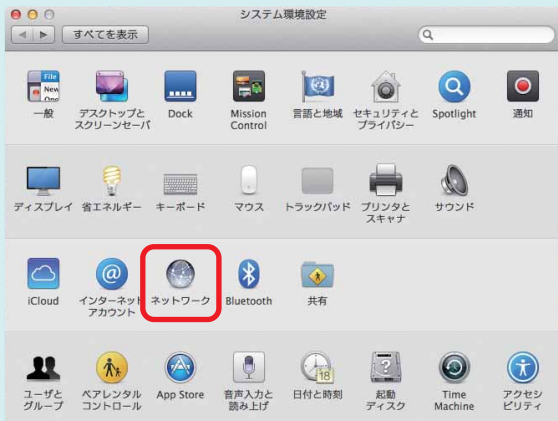 システム環境設定
すべてを表示
File
New
一般
デスクトップと
スクリーンセーバ
Dock
Mission
Control
言語と地域
セキュリティと
プライバシー
Spotlight
通知
ディスプレイ
省エネルギー
キーボード
マウス
トラックパッド
プリンタと
スキャナ
サウンド
iCloud
インターネット
アカウント
ネットワーク
Bluetooth
共有
ユーザと
グループ
ペアレンタル
コントロール
App Store
音声入力と
読み上げ
18
日付と時刻
起動
ディスク
Time
Machine
アクセシ
ビリティ